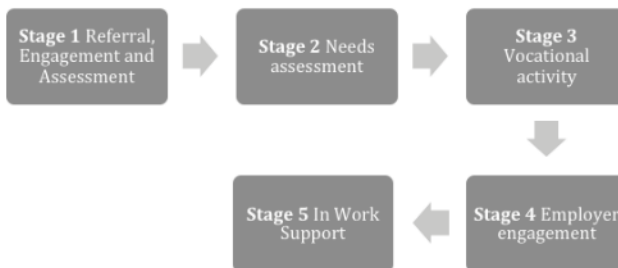 Stage 1 Referral,
Engagement and
Assessment
Stage 2 Needs
assessment
Stage 3
Vocational
activity
Stage 4 Employer
engagement
Stage 5 In Work
Support